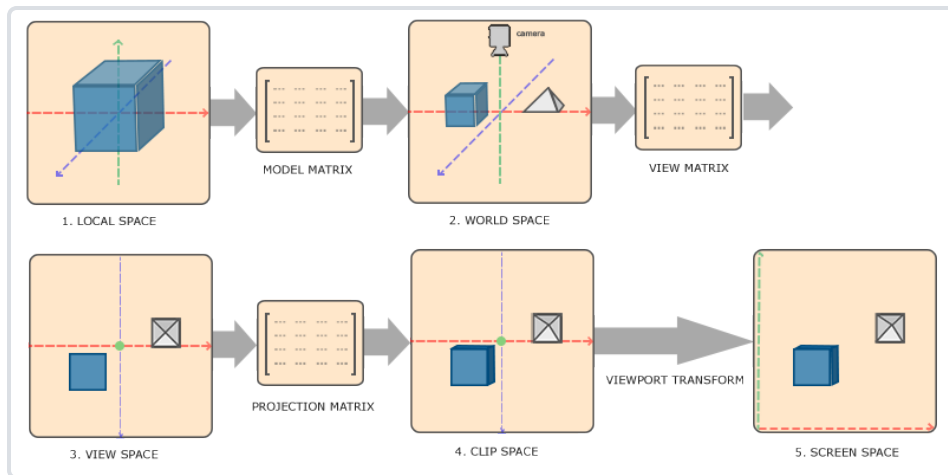 camera
MODEL MATRIX
VIEW MATRIX
1. LOCAL SPACE
2. WORLD SPACE
PROJECTION MATRIX
VIEWPORT TRANSFORM
3. VIEW SPACE
4. CLIP SPACE
5. SCREEN SPACE